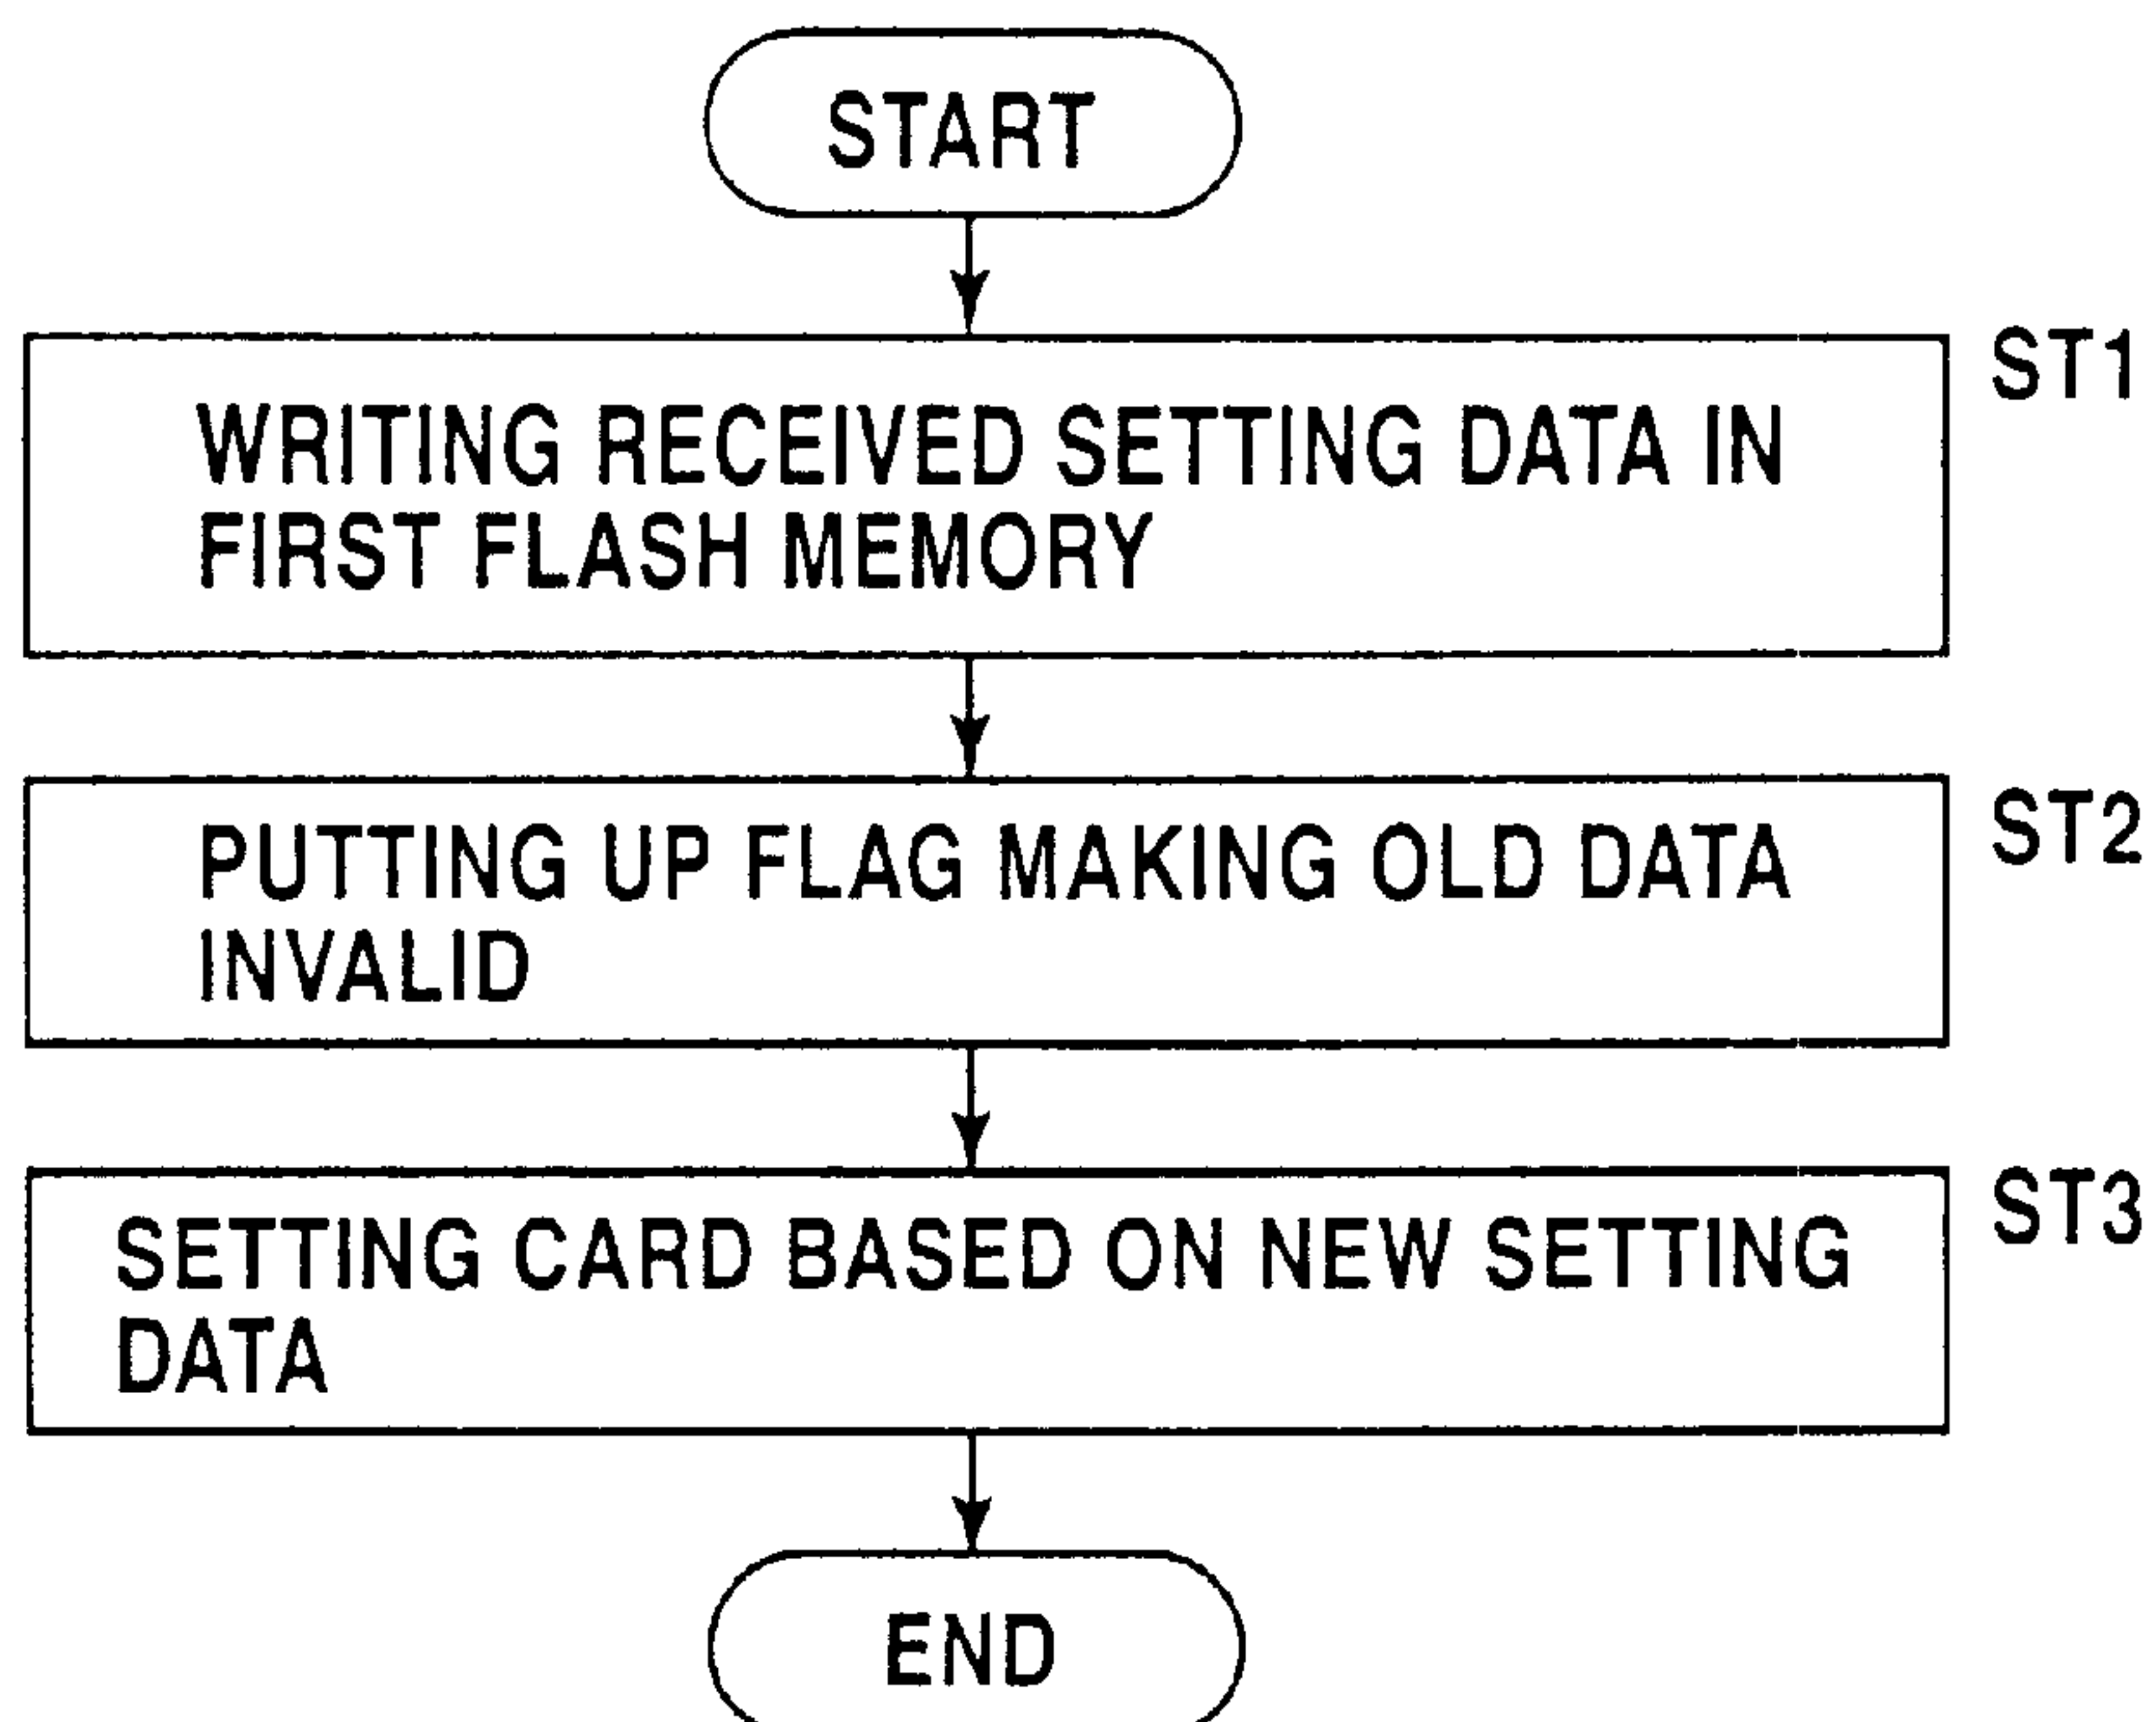 START
ST1
WRITING RECEIVED SETTING DATA IN
FIRST FLASH MEMORY
ST2
PUTTING UP FLAG MAKING OLD DATA
INVALID
ST3
SETTING CARD BASED ON NEW SETTING
DATA
END